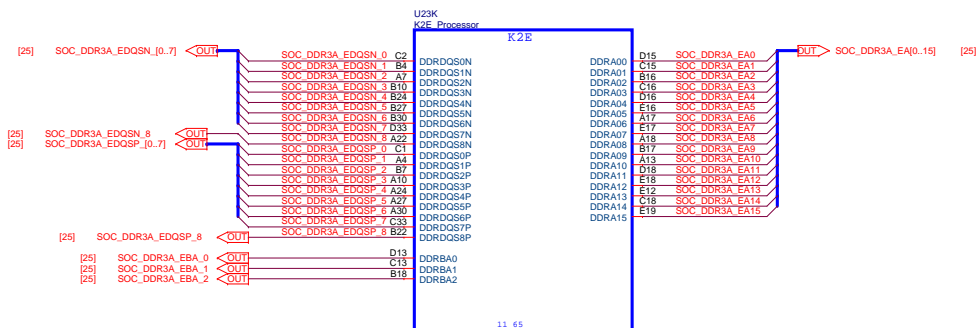 U23K
K2E_Processor
K2E
[25] SOC_DDR3A_EDQSN_[0..7] OUT
OUT SOC_DDR3A_EA[0..15] [25]
SOC_DDR3A_EDQSN_0 C2 DDRDQS0N DDRA00 D15 SOC_DDR3A_EA0
SOC_DDR3A_EDQSN_1 B4 DDRDQS1N DDRA01 C15 SOC_DDR3A_EA1
SOC_DDR3A_EDQSN_2 A7 DDRDQS2N DDRA02 B16 SOC_DDR3A_EA2
SOC_DDR3A_EDQSN_3 B10 DDRDQS3N DDRA03 C16 SOC_DDR3A_EA3
SOC_DDR3A_EDQSN_4 B24 DDRDQS4N DDRA04 D16 SOC_DDR3A_EA4
SOC_DDR3A_EDQSN_5 B27 DDRDQS5N DDRA05 E16 SOC_DDR3A_EA5
SOC_DDR3A_EDQSN_6 B30 DDRDQS6N DDRA06 A17 SOC_DDR3A_EA6
[25] SOC_DDR3A_EDQSN_8 OUT SOC_DDR3A_EDQSN_7 D33 DDRDQS7N DDRA07 E17 SOC_DDR3A_EA7
[25] SOC_DDR3A_EDQSP_[0..7] OUT SOC_DDR3A_EDQSN_8 A22 DDRDQS8N DDRA08 A18 SOC_DDR3A_EA8
SOC_DDR3A_EDQSP_0 C1 DDRDQS0P DDRA09 B17 SOC_DDR3A_EA9
SOC_DDR3A_EDQSP_1 A4 DDRDQS1P DDRA10 A13 SOC_DDR3A_EA10
SOC_DDR3A_EDQSP_2 B7 DDRDQS2P DDRA11 D18 SOC_DDR3A_EA11
SOC_DDR3A_EDQSP_3 A10 DDRDQS3P DDRA12 E18 SOC_DDR3A_EA12
SOC_DDR3A_EDQSP_4 A24 DDRDQS4P DDRA13 E12 SOC_DDR3A_EA13
SOC_DDR3A_EDQSP_5 A27 DDRDQS5P DDRA14 C18 SOC_DDR3A_EA14
SOC_DDR3A_EDQSP_6 A30 DDRDQS6P DDRA15 E19 SOC_DDR3A_EA15
SOC_DDR3A_EDQSP_7 C33 DDRDQS7P
[25] SOC_DDR3A_EDQSP_8 OUT SOC_DDR3A_EDQSP_8 B22 DDRDQS8P
[25] SOC_DDR3A_EBA_0 OUT D13 DDRBA0
[25] SOC_DDR3A_EBA_1 OUT C13 DDRBA1
[25] SOC_DDR3A_EBA_2 OUT B18 DDRBA2
11 65